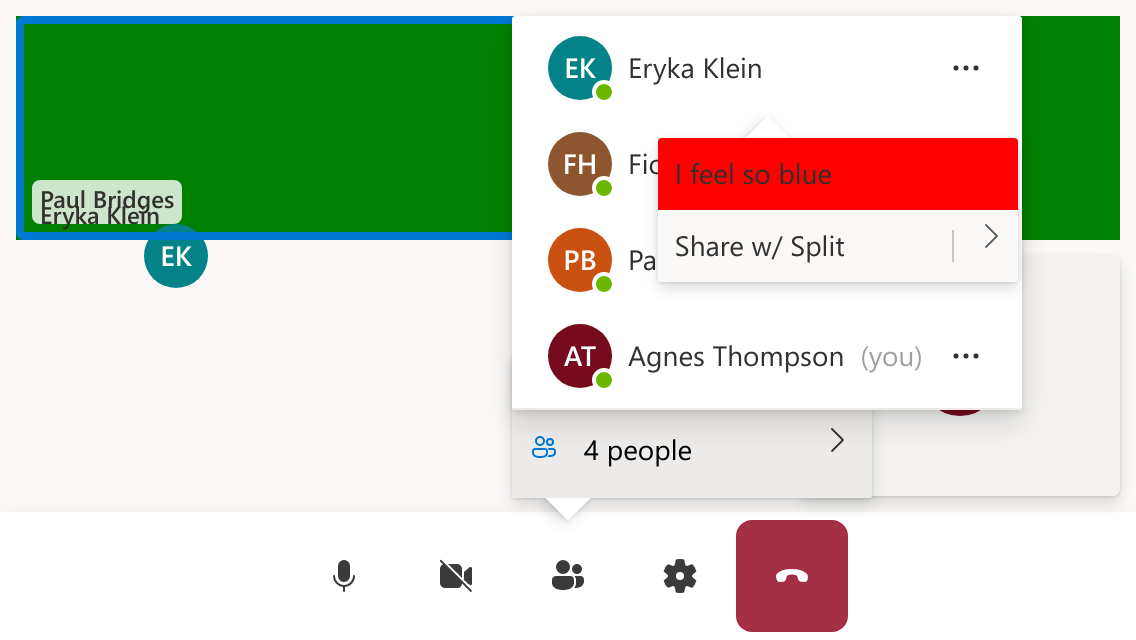 EK Eryka Klein
FH Fic
I feel so blue
Paul Bridges
Eryka Klein
EK
PB Pa
Share w/ Split
AT Agnes Thompson (you)
4 people